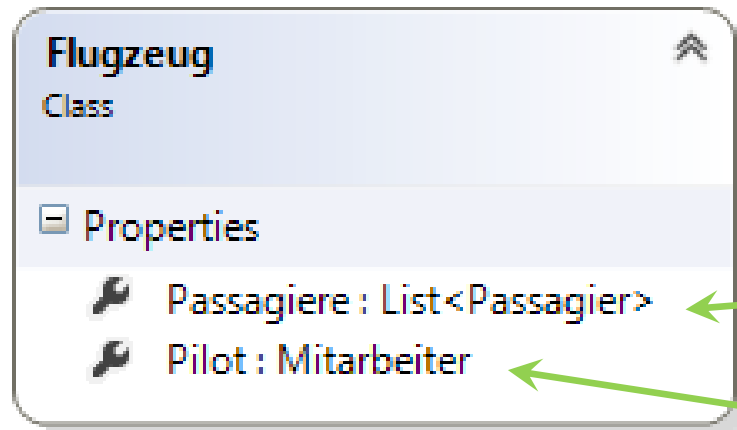 Flugzeug
Class
Properties
Passagiere : List<Passagier>
Pilot : Mitarbeiter